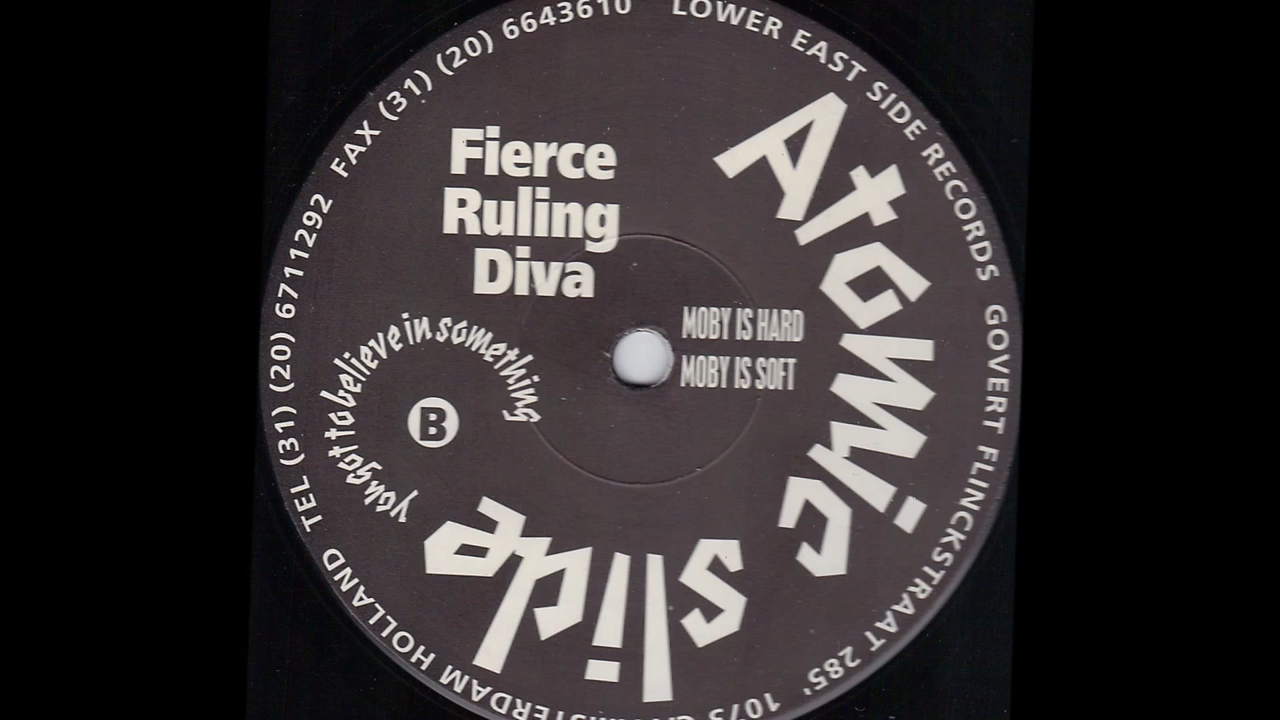 LOWER EAST SIDE RECORDS GOVERT FLINCKSTRAAT 285' 1073 HOLLAND TEL (31) (20) 6711292 FAX (31) (20) 6643610
Fierce
Ruling
Diva
Atomic slide
MOBY IS HARD
MOBY IS SOFT
you got to believe in something
B